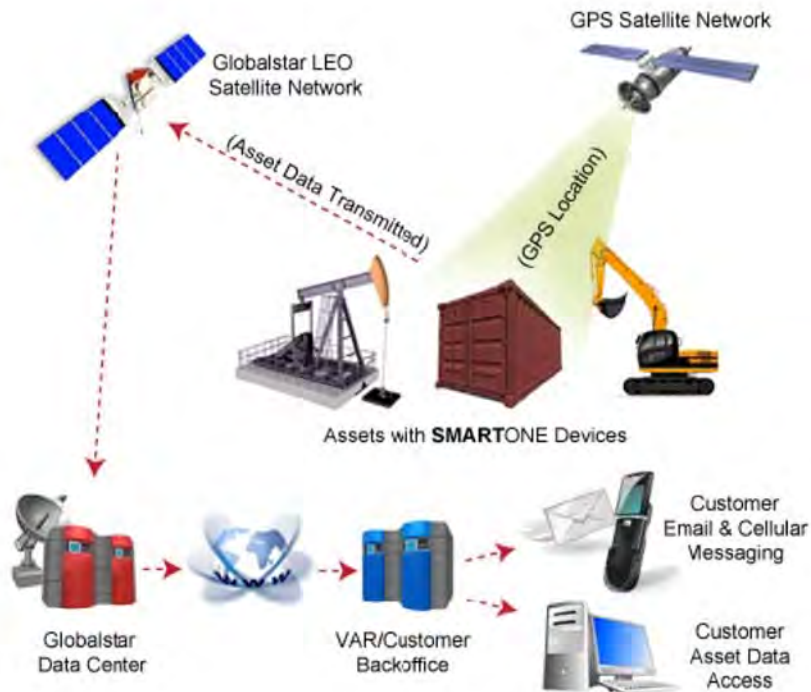 GPS Satellite Network
Globalstar LEO
Satellite Network
(Asset Data Transmitted)
(GPS Location)
Assets with SMARTONE Devices
Customer
Email & Cellular
Messaging
WWW
Globalstar
Data Center
VAR/Customer
Backoffice
Customer
Asset Data
Access